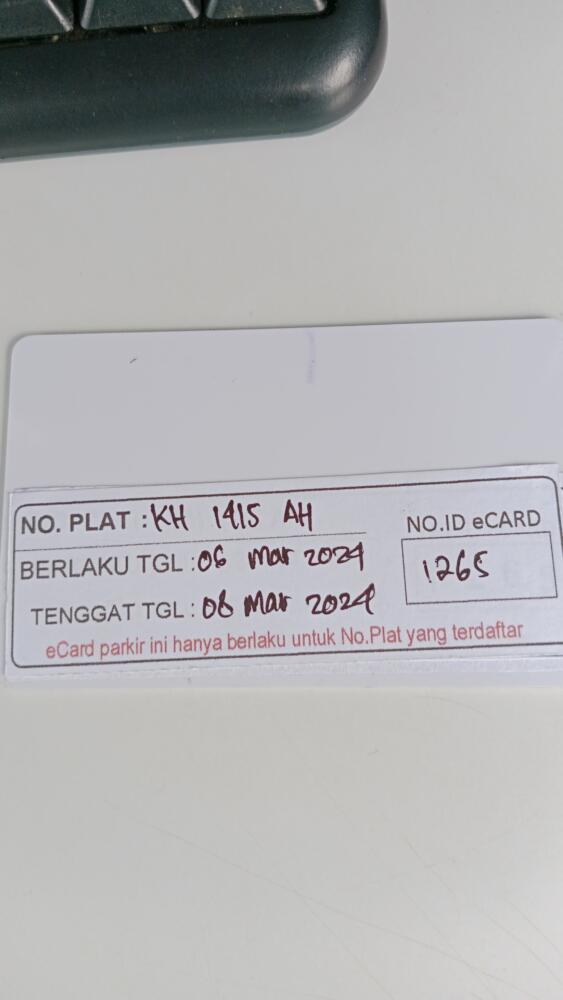 NO. PLAT : KH 1415 AH
NO.ID eCARD
BERLAKU TGL : 06 Mar 2024
1265
TENGGAT TGL : 06 Mar 2024
eCard parkir ini hanya berlaku untuk No.Plat yang terdaftar